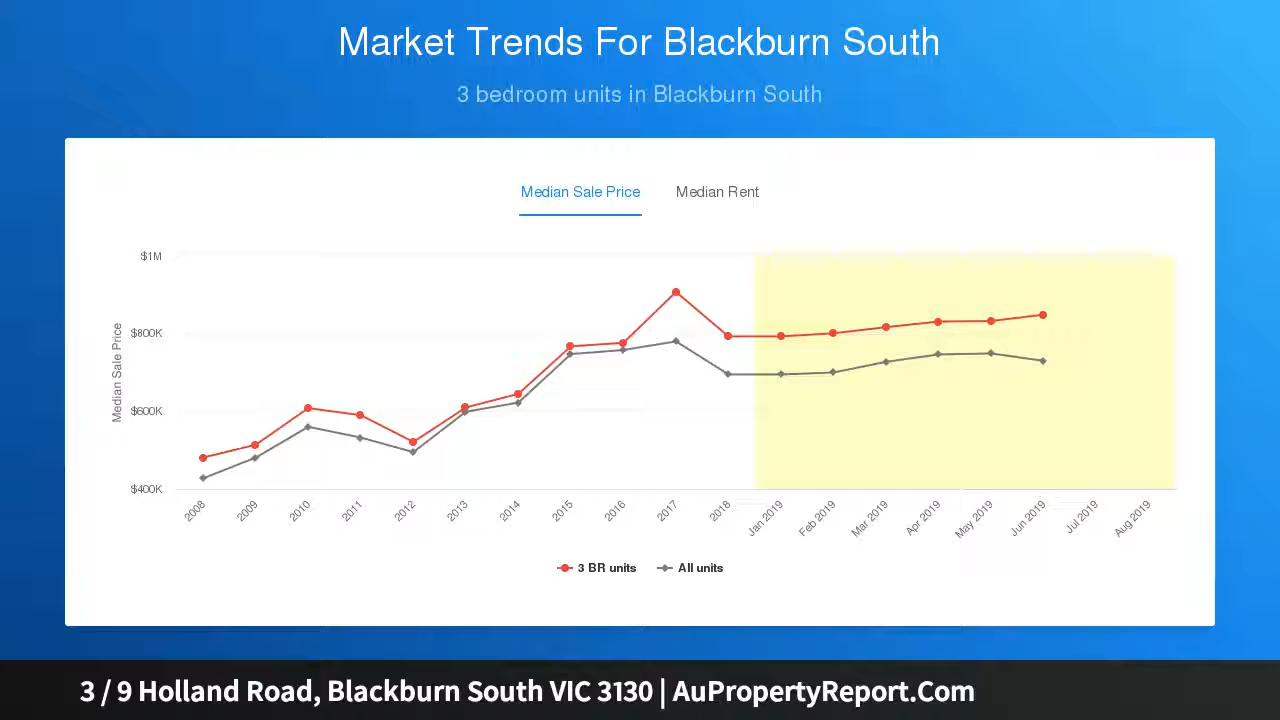 Market Trends For Blackburn South
3 bedroom units in Blackburn South
Median Sale Price Median Rent
Median Sale Price
$1M
$800K
$600K
$400K
2008 2009 2010 2011 2012 2013 2014 2015 2016 2017 2018 Jan 2019 Feb 2019 Mar 2019 Apr 2019 May 2019 Jun 2019 Jul 2019 Aug 2019
3 BR units All units
3 / 9 Holland Road, Blackburn South VIC 3130 | AuPropertyReport.Com